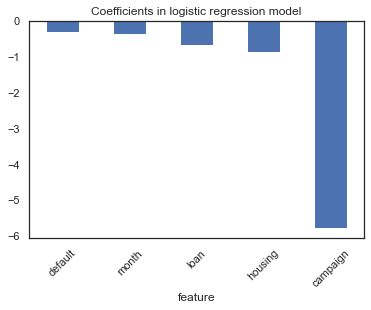 Coefficients in logistic regression model
0
−1
−2
−3
−4
−5
−6
default
month
loan
housing
campaign
feature